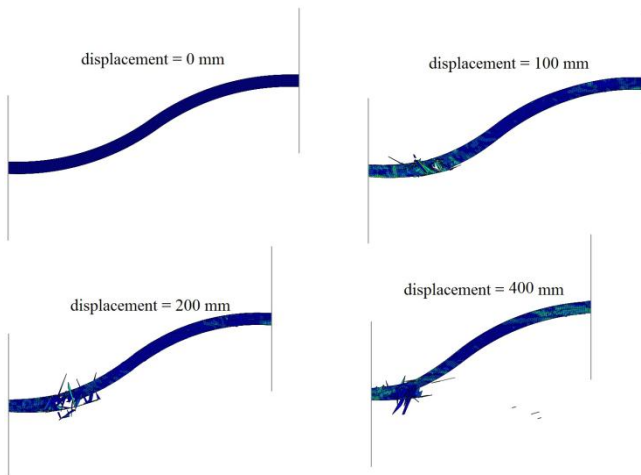 displacement = 0 mm
displacement = 100 mm
displacement = 200 mm
displacement = 400 mm